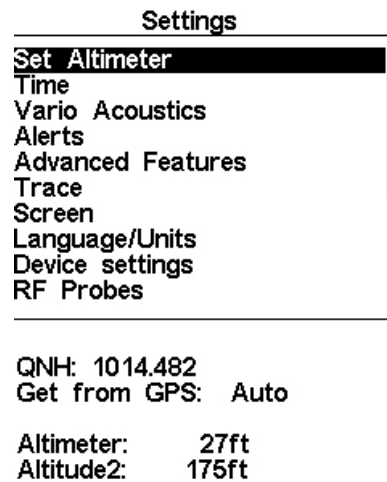 Settings
Set Altimeter
Time
Vario Acoustics
Alerts
Advanced Features
Trace
Screen
Language/Units
Device settings
RF Probes
QNH: 1014.482
Get from GPS: Auto
Altimeter: 27ft
Altitude2: 175ft